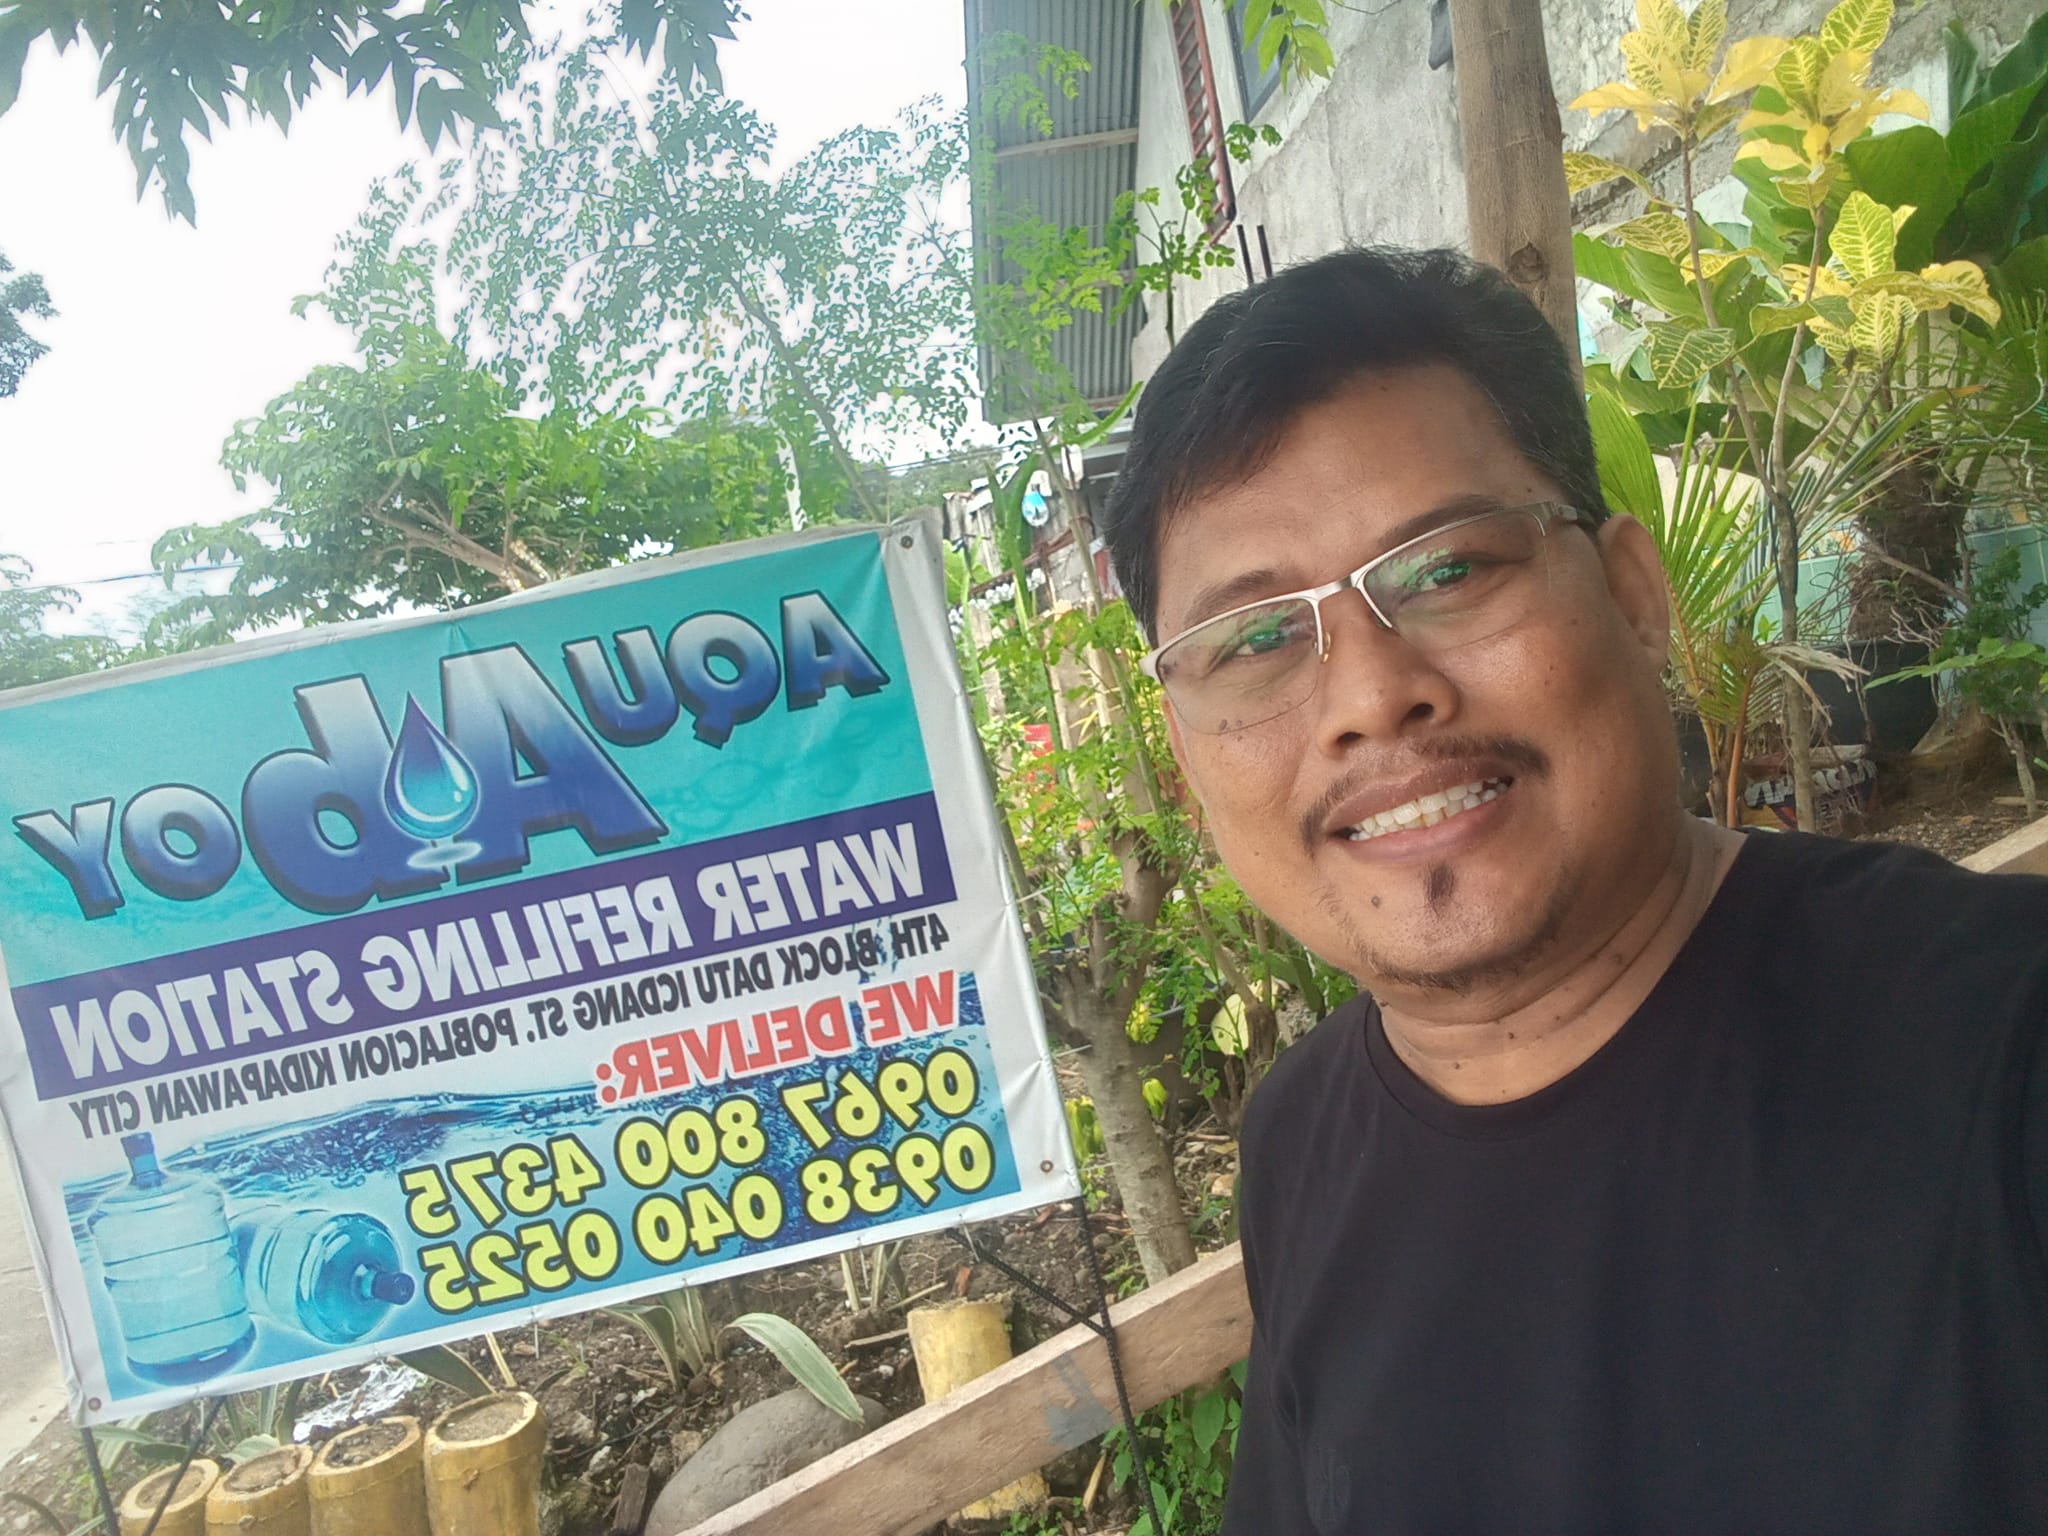 AQUAbOY
WATER REFILLING STATION
4TH BLOCK DATU ICDANG ST. POBLACION KIDAPAWAN CITY
WE DELIVER:
0967 800 4375
0938 040 0525